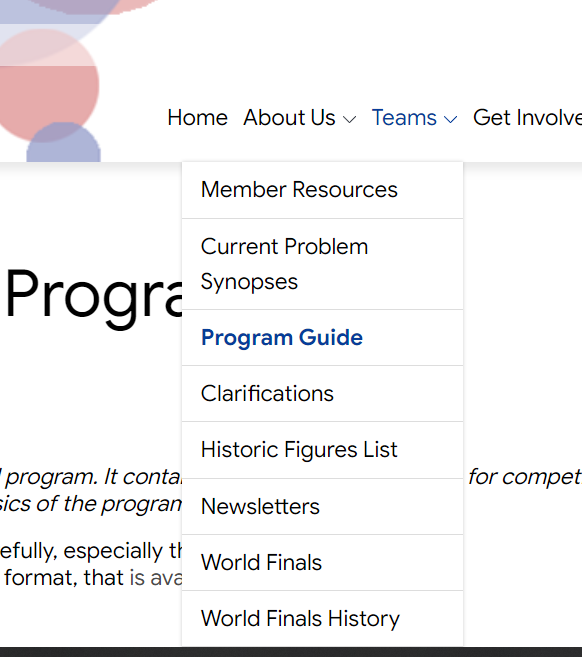 Home About Us Teams Get Involve
Member Resources
Current Problem
Synopses
Program Guide
Progra
Clarifications
Historic Figures List
program. It conta for compet
Newsletters
sics of the program
efully, especially th
World Finals
format, that is ava
World Finals History